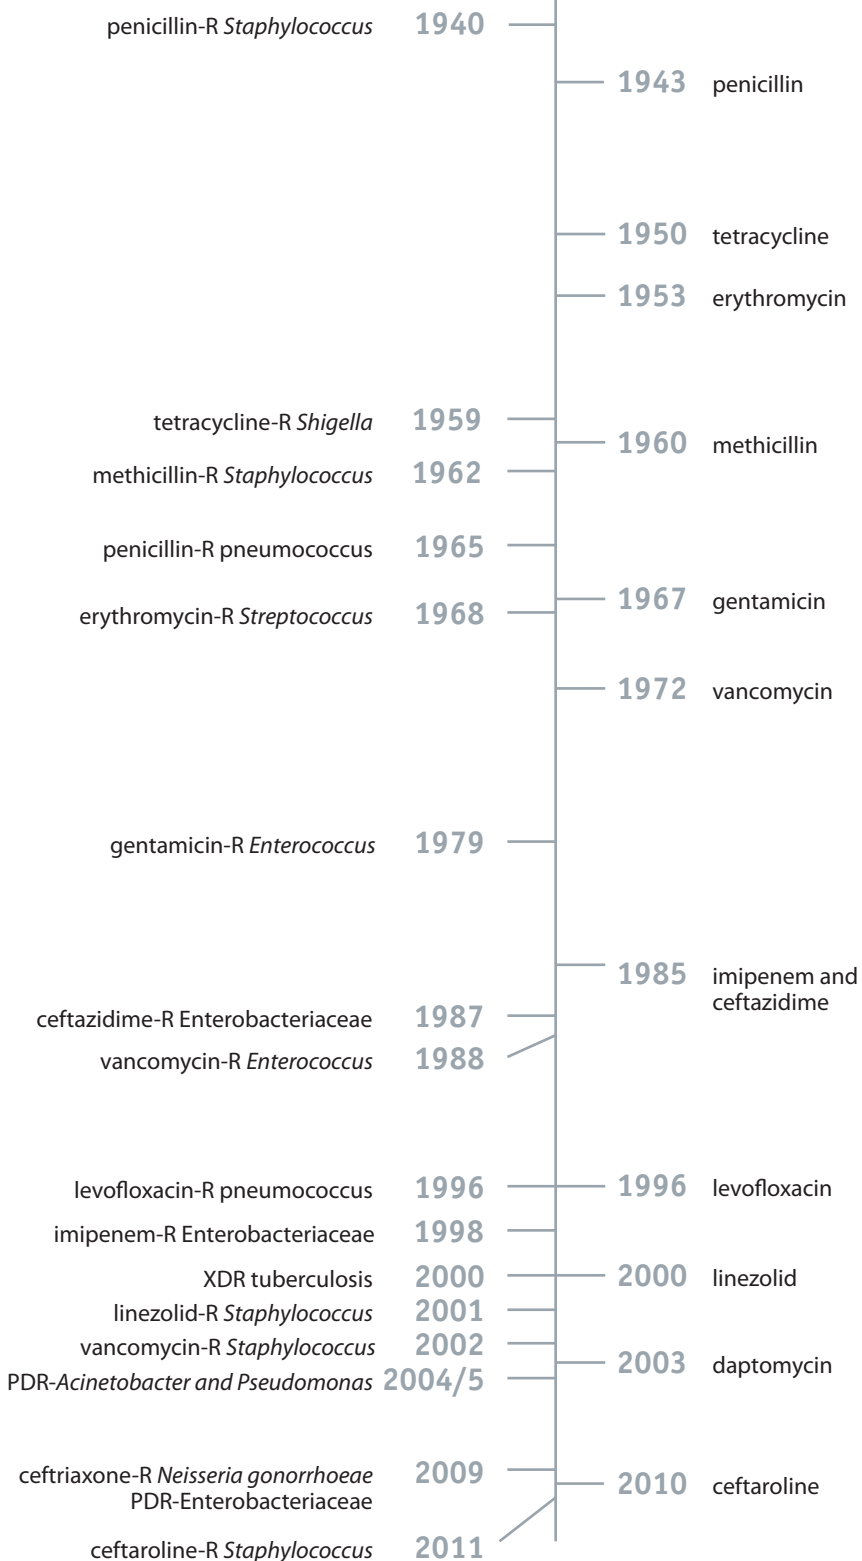 penicillin-R Staphylococcus 1940
1943 penicillin
1950 tetracycline
1953 erythromycin
tetracycline-R Shigella 1959
1960 methicillin
methicillin-R Staphylococcus 1962
penicillin-R pneumococcus 1965
1967 gentamicin
erythromycin-R Streptococcus 1968
1972 vancomycin
gentamicin-R Enterococcus 1979
1985 imipenem and
ceftazidime
ceftazidime-R Enterobacteriaceae 1987
vancomycin-R Enterococcus 1988
levofloxacin-R pneumococcus 1996 1996 levofloxacin
imipenem-R Enterobacteriaceae 1998
XDR tuberculosis 2000 2000 linezolid
linezolid-R Staphylococcus 2001
vancomycin-R Staphylococcus 2002
2003 daptomycin
PDR-Acinetobacter and Pseudomonas 2004/5
ceftriaxone-R Neisseria gonorrhoeae 2009
PDR-Enterobacteriaceae
2010 ceftaroline
ceftaroline-R Staphylococcus 2011